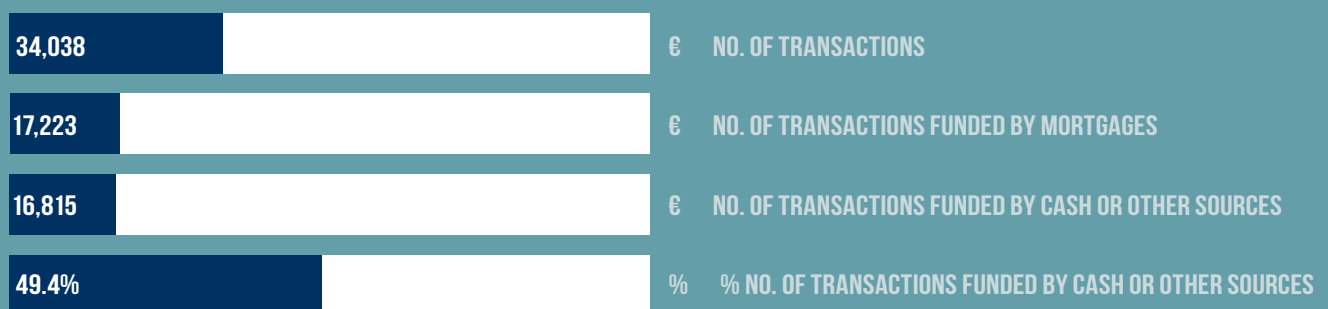 34,038 € NO. OF TRANSACTIONS
17,223 € NO. OF TRANSACTIONS FUNDED BY MORTGAGES
16,815 € NO. OF TRANSACTIONS FUNDED BY CASH OR OTHER SOURCES
49.4% % % NO. OF TRANSACTIONS FUNDED BY CASH OR OTHER SOURCES